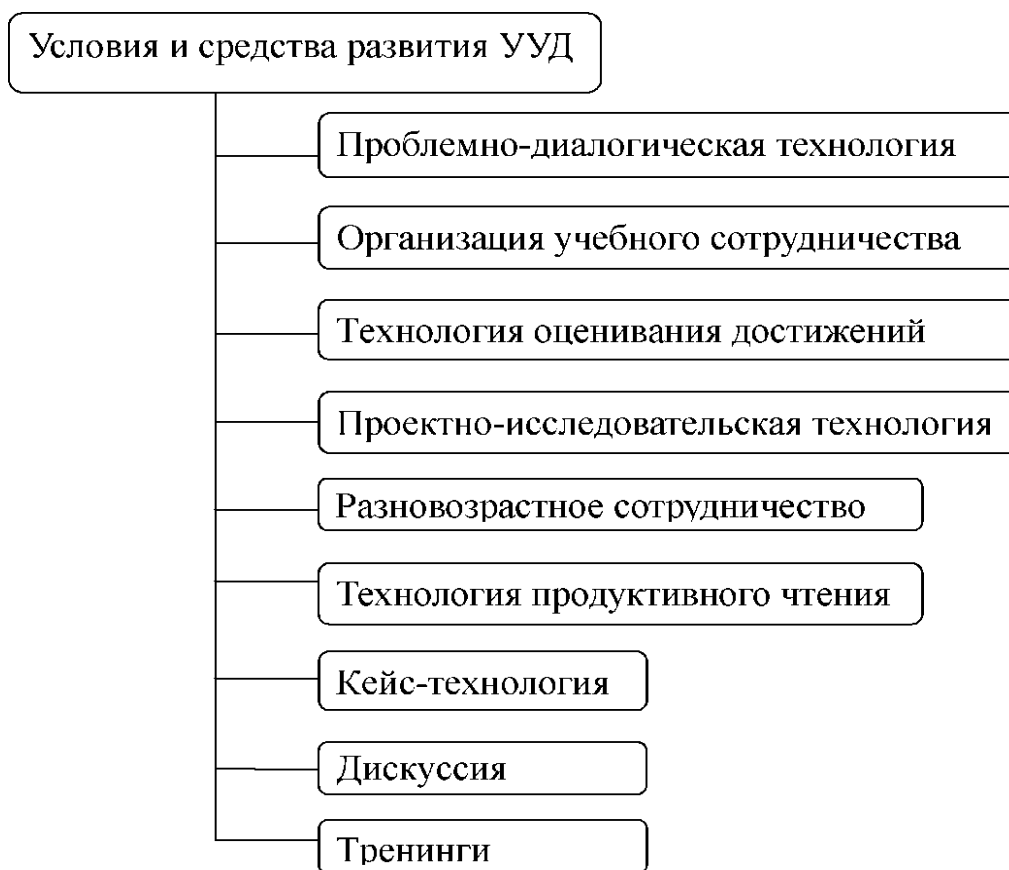 Условия и средства развития УУД
Проблемно-диалогическая технология
Организация учебного сотрудничества
Технология оценивания достижений
Проектно-исследовательская технология
Разновозрастное сотрудничество
Технология продуктивного чтения
Кейс-технология
Дискуссия
Тренинги